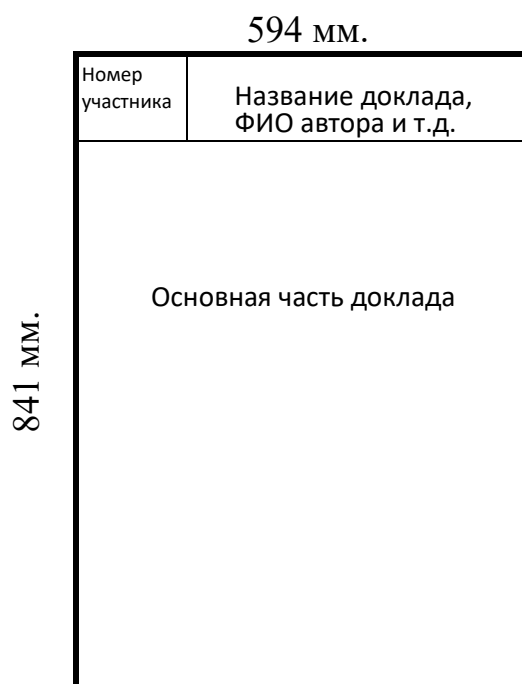 594 мм.
Номер
участника
Название доклада,
ФИО автора и т.д.
Основная часть доклада
841 мм.